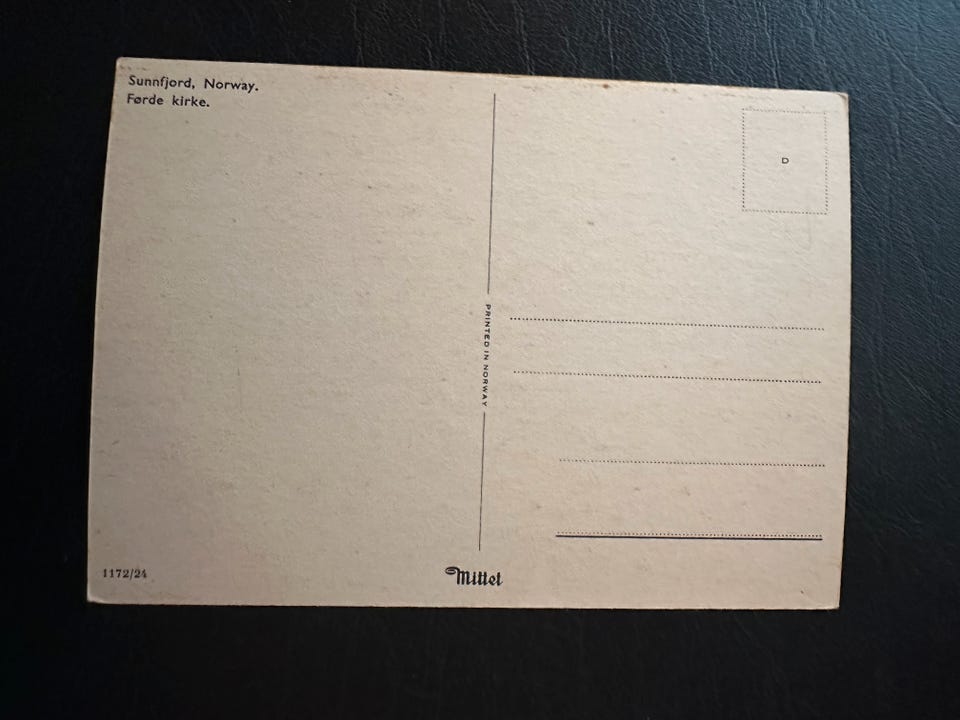 Sunnfjord, Norway.
Førde kirke.
D
PRINTED IN NORWAY
1172/24
Mittet